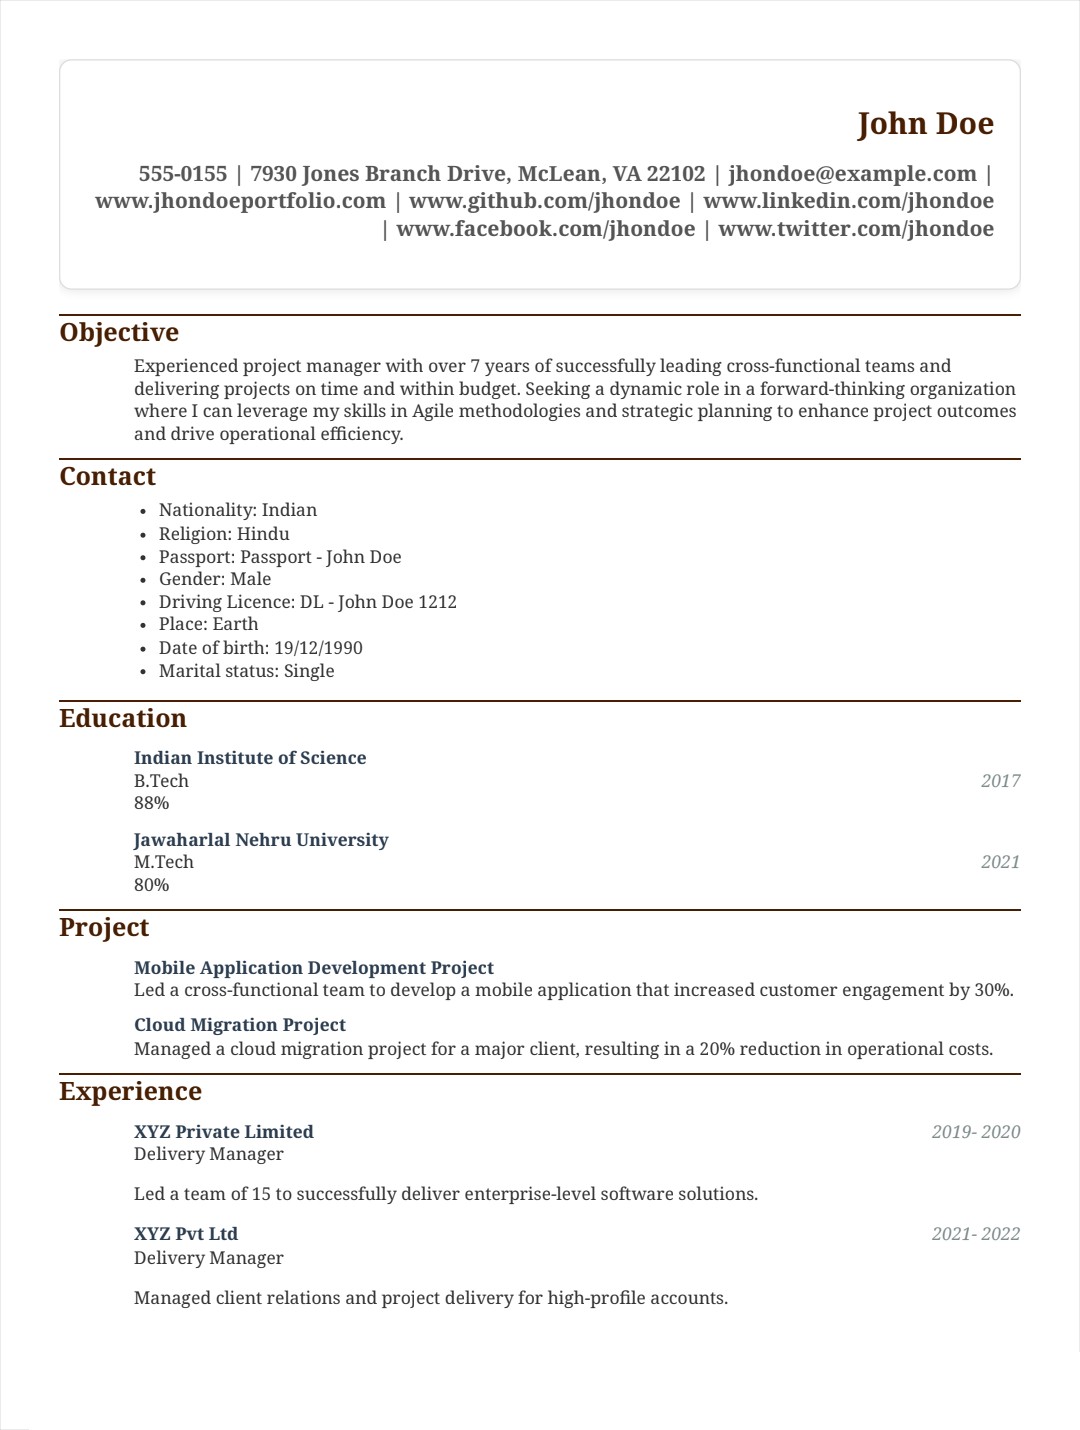 John Doe
555-0155 | 7930 Jones Branch Drive, McLean, VA 22102 | jhondoe@example.com |
www.jhondoeportfolio.com | www.github.com/jhondoe | www.linkedin.com/jhondoe
| www.facebook.com/jhondoe | www.twitter.com/jhondoe
Objective
Experienced project manager with over 7 years of successfully leading cross-functional teams and
delivering projects on time and within budget. Seeking a dynamic role in a forward-thinking organization
where I can leverage my skills in Agile methodologies and strategic planning to enhance project outcomes
and drive operational efficiency.
Contact
• Nationality: Indian
• Religion: Hindu
• Passport: Passport - John Doe
• Gender: Male
• Driving Licence: DL - John Doe 1212
• Place: Earth
• Date of birth: 19/12/1990
• Marital status: Single
Education
Indian Institute of Science
B.Tech 2017
88%
Jawaharlal Nehru University
M.Tech 2021
80%
Project
Mobile Application Development Project
Led a cross-functional team to develop a mobile application that increased customer engagement by 30%.
Cloud Migration Project
Managed a cloud migration project for a major client, resulting in a 20% reduction in operational costs.
Experience
XYZ Private Limited 2019- 2020
Delivery Manager
Led a team of 15 to successfully deliver enterprise-level software solutions.
XYZ Pvt Ltd 2021- 2022
Delivery Manager
Managed client relations and project delivery for high-profile accounts.